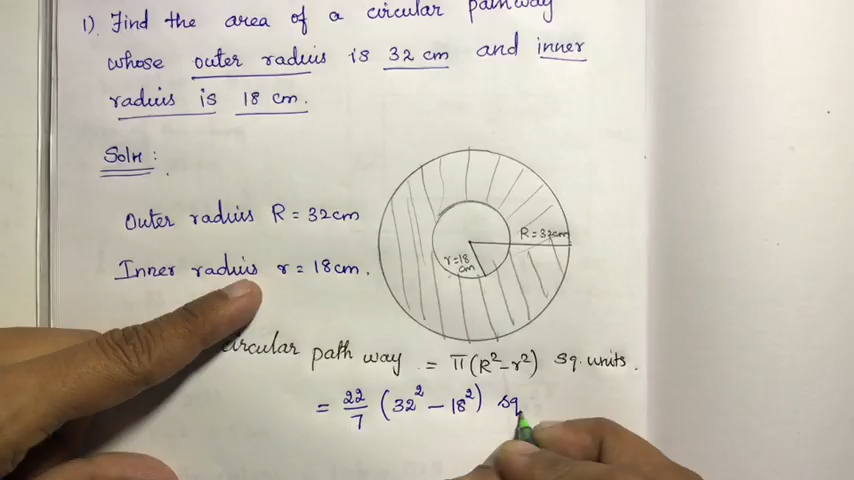 1). Find the area of a circular pathway
whose outer radius is 32 cm and inner
radius is 18 cm.
Soln :
Outer radius R = 32cm
Inner radius r = 18cm.
R = 32cm
r = 18
cm
circular path way . = π (R² - r²) sq. units.
= 22/7 (32² - 18²) sq